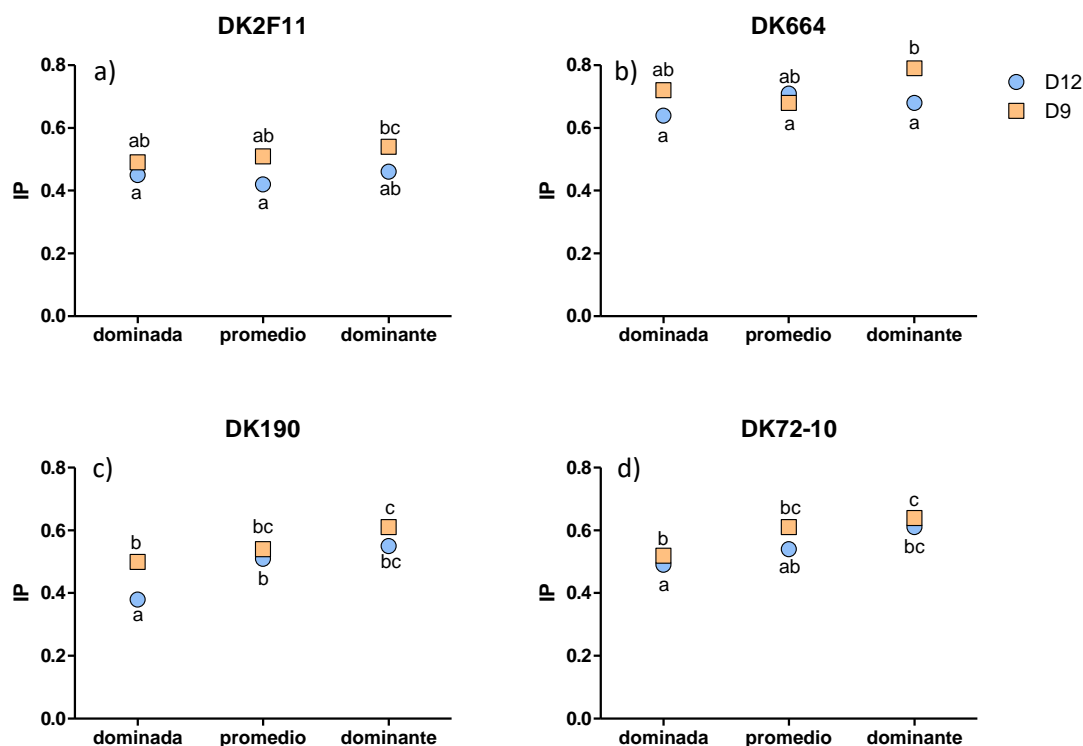 DK2F11
a)
0.8
0.6
0.4
0.2
0.0
IP
ab
ab
bc
a
a
ab
dominada promedio dominante
DK664
b)
0.8
0.6
0.4
0.2
0.0
IP
ab
ab
b
a
a
a
dominada promedio dominante
D12
D9
DK190
c)
0.8
0.6
0.4
0.2
0.0
IP
b
bc
c
a
b
bc
dominada promedio dominante
DK72-10
d)
0.8
0.6
0.4
0.2
0.0
IP
b
bc
c
a
ab
bc
dominada promedio dominante